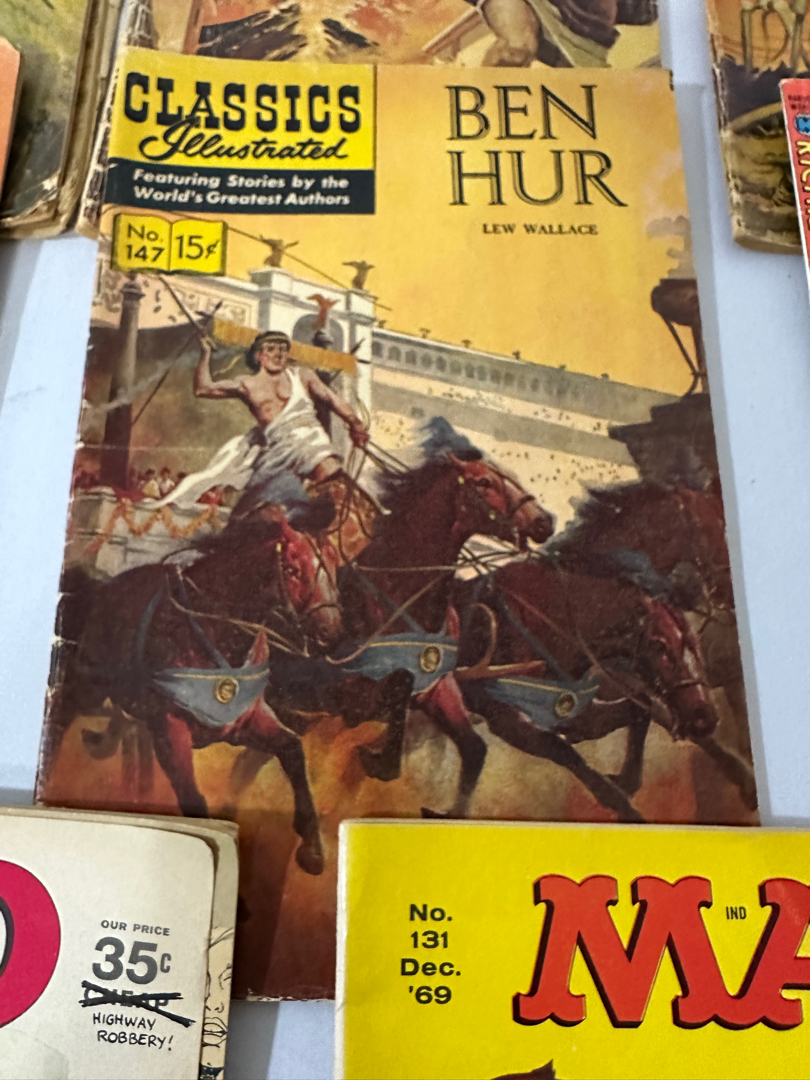 CLASSICS
Illustrated
Featuring Stories by the
World's Greatest Authors
No.
147
15¢
BEN
HUR
LEW WALLACE
OUR PRICE
35¢
CHEAP
HIGHWAY
ROBBERY!
No.
131
Dec.
'69
MA
IND